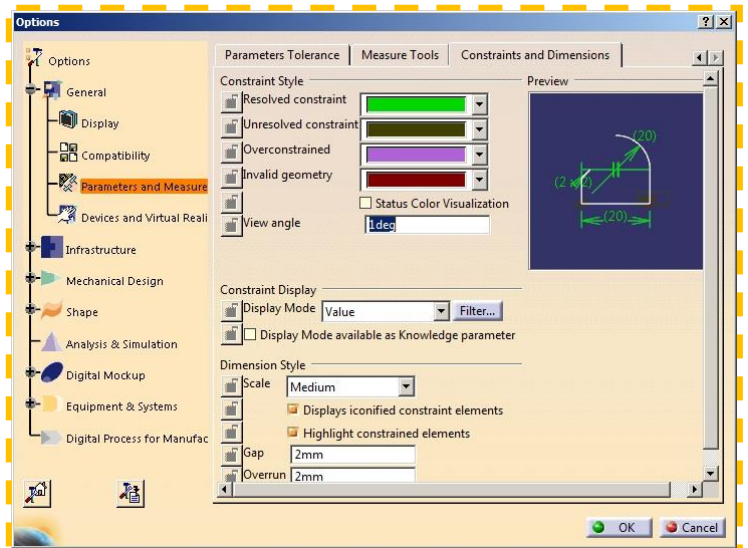 Options
Options
General
Display
Compatibility
Parameters and Measure
Devices and Virtual Reali
Infrastructure
Mechanical Design
Shape
Analysis & Simulation
Digital Mockup
Equipment & Systems
Digital Process for Manufac
Parameters Tolerance
Measure Tools
Constraints and Dimensions
Constraint Style
Resolved constraint
Unresolved constraint
Overconstrained
Invalid geometry
Status Color Visualization
View angle 1deg
Preview
(20)
(2 x 2)
(20)
Constraint Display
Display Mode Value Filter...
Display Mode available as Knowledge parameter
Dimension Style
Scale Medium
Displays iconified constraint elements
Highlight constrained elements
Gap 2mm
Overrun 2mm
OK Cancel